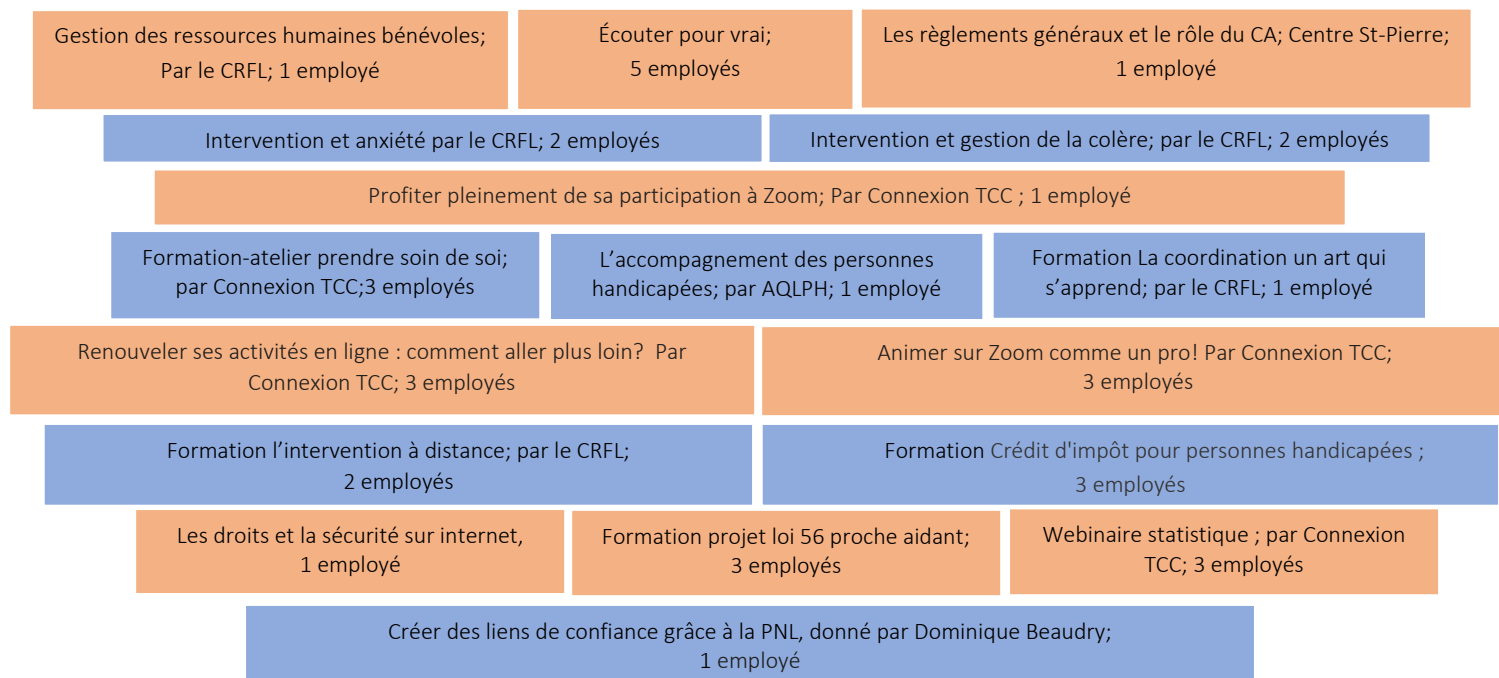 Gestion des ressources humaines bénévoles;
Par le CRFL; 1 employé
Écouter pour vrai;
5 employés
Les règlements généraux et le rôle du CA; Centre St-Pierre;
1 employé
Intervention et anxiété par le CRFL; 2 employés
Intervention et gestion de la colère; par le CRFL; 2 employés
Profiter pleinement de sa participation à Zoom; Par Connexion TCC ; 1 employé
Formation-atelier prendre soin de soi;
par Connexion TCC;3 employés
L’accompagnement des personnes
handicapées; par AQLPH; 1 employé
Formation La coordination un art qui
s’apprend; par le CRFL; 1 employé
Renouveler ses activités en ligne : comment aller plus loin?  Par
Connexion TCC; 3 employés
Animer sur Zoom comme un pro! Par Connexion TCC;
3 employés
Formation l’intervention à distance; par le CRFL;
2 employés
Formation Crédit d'impôt pour personnes handicapées ;
3 employés
Les droits et la sécurité sur internet,
1 employé
Formation projet loi 56 proche aidant;
3 employés
Webinaire statistique ; par Connexion
TCC; 3 employés
Créer des liens de confiance grâce à la PNL, donné par Dominique Beaudry;
1 employé